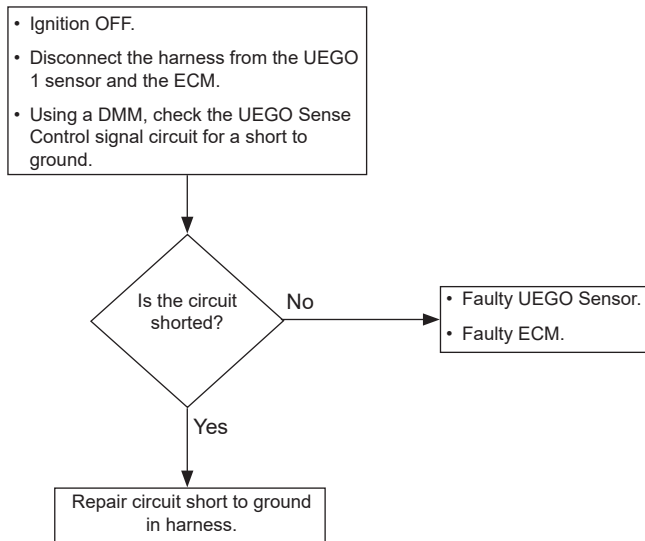 • Ignition OFF.
• Disconnect the harness from the UEGO
1 sensor and the ECM.
• Using a DMM, check the UEGO Sense
Control signal circuit for a short to
ground.
Is the circuit
shorted?
No
• Faulty UEGO Sensor.
• Faulty ECM.
Yes
Repair circuit short to ground
in harness.